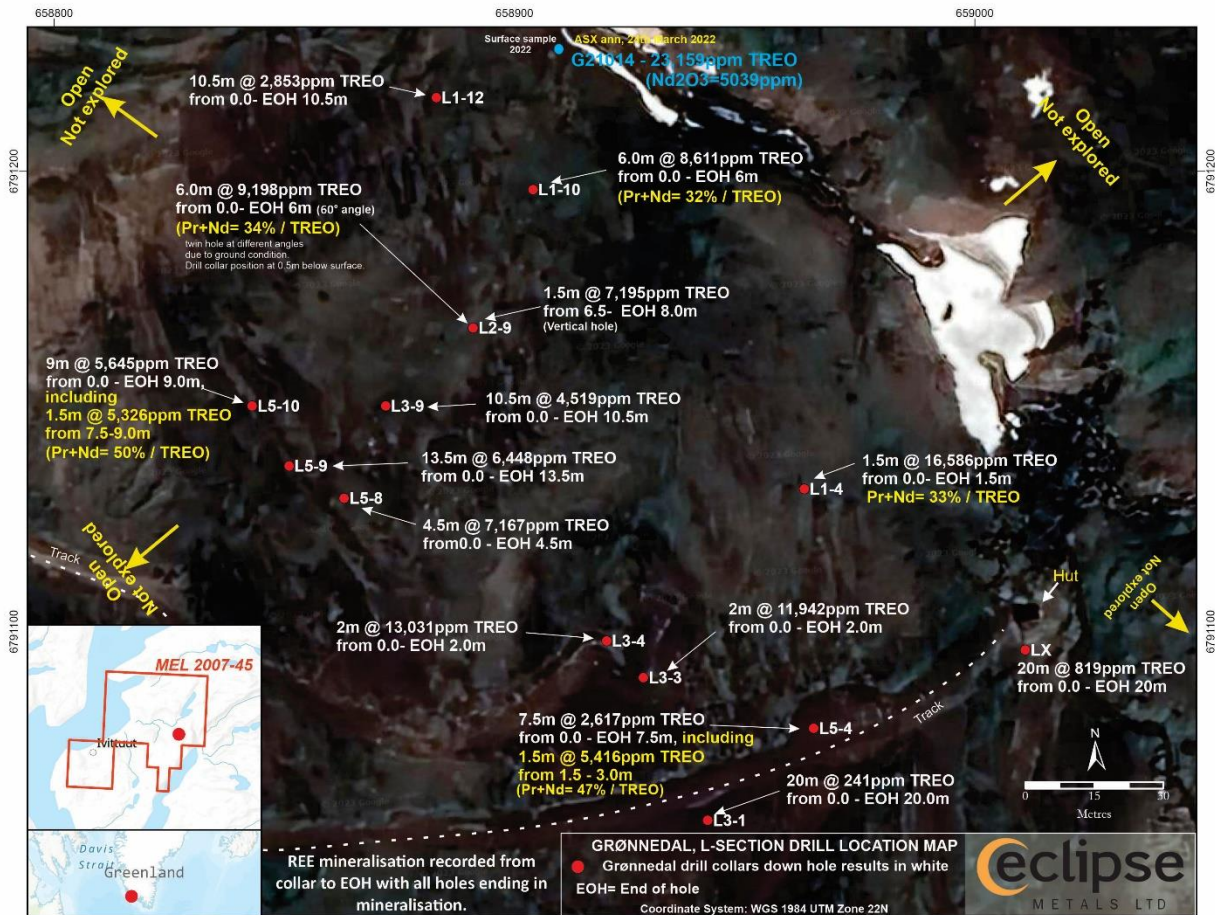 658800
658900
659000
Surface sample
2022
ASX ann, 24th March 2022
G21014 - 23,159ppm TREO
(Nd2O3=5039ppm)
Open
Not explored
10.5m @ 2,853ppm TREO
from 0.0- EOH 10.5m
L1-12
Open
Not explored
6791200
6791200
6.0m @ 8,611ppm TREO
from 0.0 - EOH 6m
(Pr+Nd= 32% / TREO)
L1-10
6.0m @ 9,198ppm TREO
from 0.0- EOH 6m (60° angle)
(Pr+Nd= 34% / TREO)
twin hole at different angles
due to ground condition.
Drill collar position at 0.5m below surface.
1.5m @ 7,195ppm TREO
from 6.5- EOH 8.0m
(Vertical hole)
L2-9
9m @ 5,645ppm TREO
from 0.0 - EOH 9.0m,
including
1.5m @ 5,326ppm TREO
from 7.5-9.0m
(Pr+Nd= 50% / TREO)
L5-10
L3-9
10.5m @ 4,519ppm TREO
from 0.0 - EOH 10.5m
L5-9
13.5m @ 6,448ppm TREO
from 0.0 - EOH 13.5m
L5-8
4.5m @ 7,167ppm TREO
from0.0 - EOH 4.5m
1.5m @ 16,586ppm TREO
from 0.0- EOH 1.5m
Pr+Nd= 33% / TREO
L1-4
Track
Open
Not explored
Hut
Open
Not explored
6791100
6791100
2m @ 13,031ppm TREO
from 0.0- EOH 2.0m
L3-4
2m @ 11,942ppm TREO
from 0.0 - EOH 2.0m
L3-3
LX
20m @ 819ppm TREO
from 0.0 - EOH 20m
7.5m @ 2,617ppm TREO
from 0.0 - EOH 7.5m, including
1.5m @ 5,416ppm TREO
from 1.5 - 3.0m
(Pr+Nd= 47% / TREO)
L5-4
Track
20m @ 241ppm TREO
from 0.0 - EOH 20.0m
L3-1
N
0 15 30
Metres
MEL 2007-45
Ivittuut
Davis
Strait
Greenland
REE mineralisation recorded from
collar to EOH with all holes ending in
mineralisation.
GRØNNEDAL, L-SECTION DRILL LOCATION MAP
Grønnedal drill collars down hole results in white
EOH= End of hole
Coordinate System: WGS 1984 UTM Zone 22N
eclipse
METALS LTD